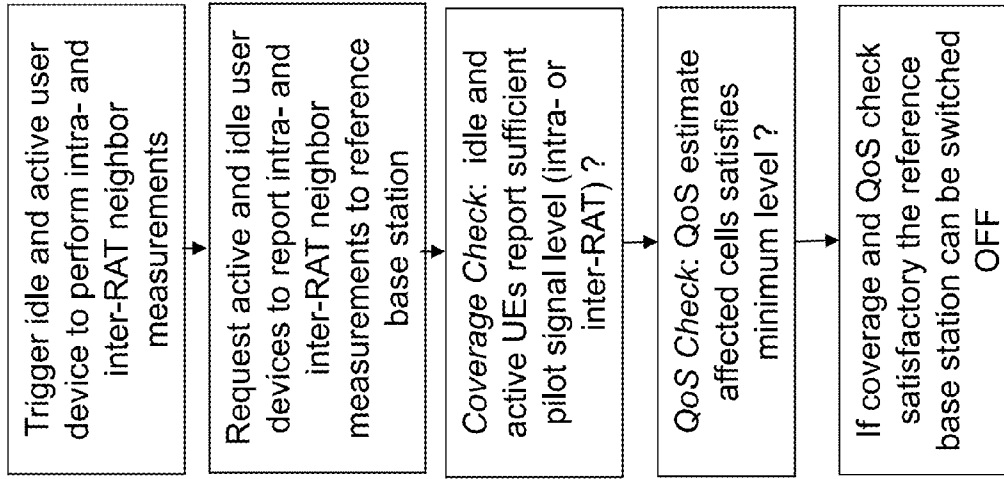 Trigger idle and active user
device to perform intra- and
inter-RAT neighbor
measurements
Request active and idle user
devices to report intra- and
inter-RAT neighbor
measurements to reference
base station
Coverage Check: idle and
active UEs report sufficient
pilot signal level (intra- or
inter-RAT) ?
QoS Check: QoS estimate
affected cells satisfies
minimum level ?
If coverage and QoS check
satisfactory the reference
base station can be switched
OFF